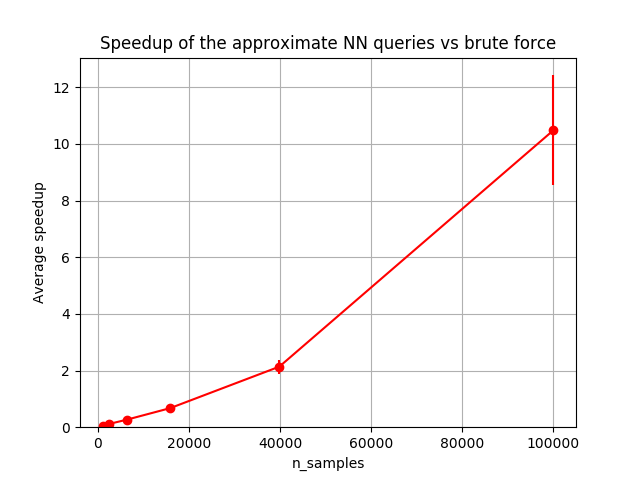 Speedup of the approximate NN queries vs brute force
12
10
8
6
4
2
0
Average speedup
0 20000 40000 60000 80000 100000
n_samples